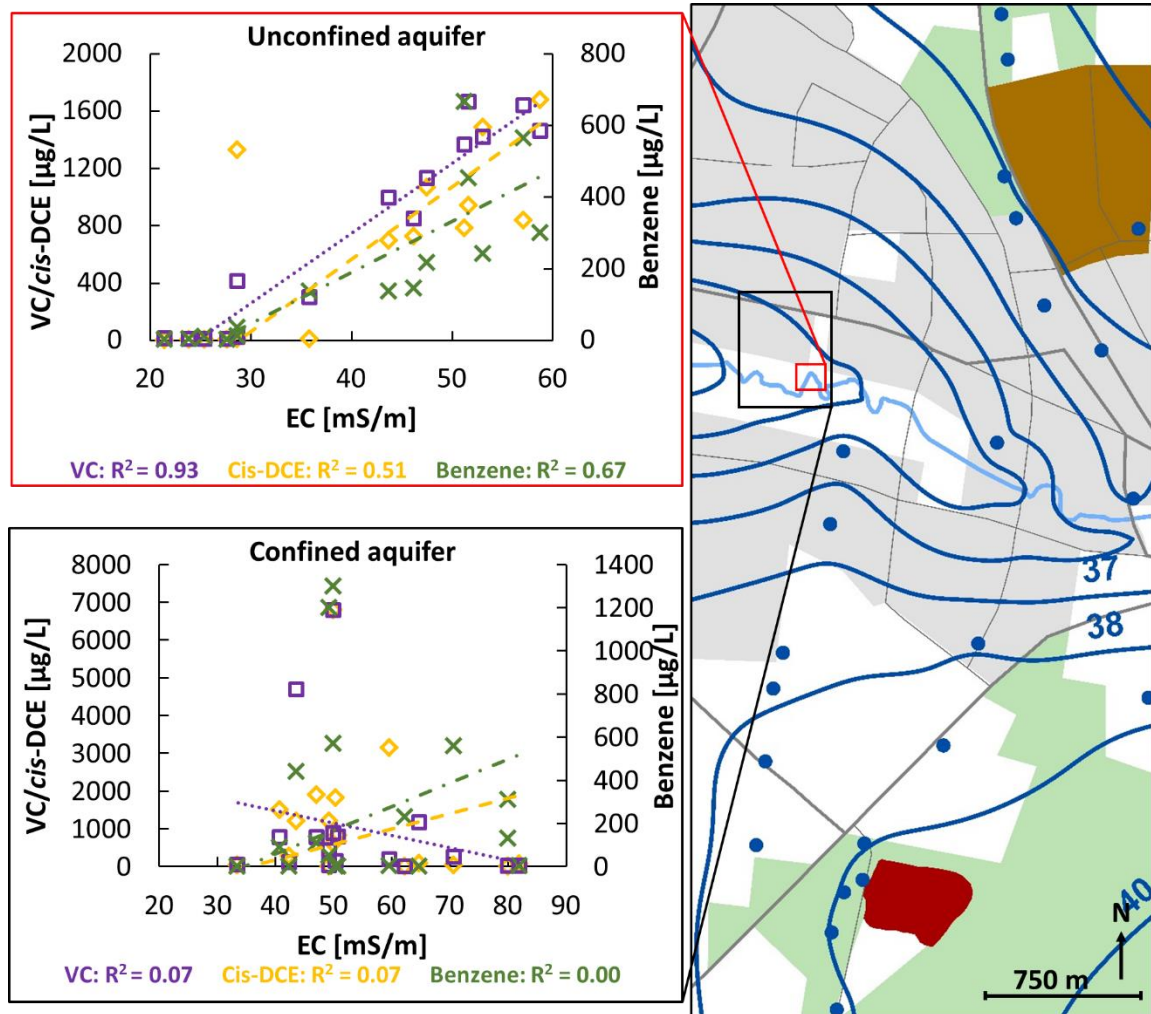 Unconfined aquifer
VC/cis-DCE [µg/L]
2000
1600
1200
800
400
0
800
600
400
200
0
Benzene [µg/L]
20 30 40 50 60
EC [mS/m]
VC: R² = 0.93 Cis-DCE: R² = 0.51 Benzene: R² = 0.67
Confined aquifer
VC/cis-DCE [µg/L]
8000
7000
6000
5000
4000
3000
2000
1000
0
1400
1200
1000
800
600
400
200
0
Benzene [µg/L]
20 30 40 50 60 70 80 90
EC [mS/m]
VC: R² = 0.07 Cis-DCE: R² = 0.07 Benzene: R² = 0.00
37
38
40
N
750 m